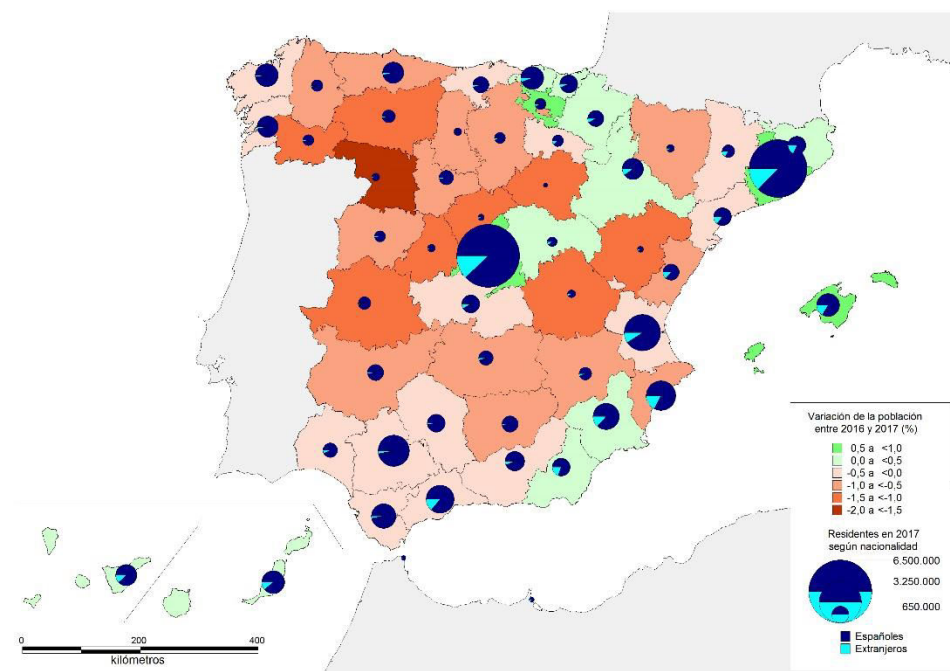 Variación de la población
entre 2016 y 2017 (%)
0,5 a <1,0
0,0 a <0,5
-0,5 a <0,0
-1,0 a <-0,5
-1,5 a <-1,0
-2,0 a <-1,5
Residentes en 2017
según nacionalidad
6.500.000
3.250.000
650.000
Españoles
Extranjeros
0 200 400
kilómetros